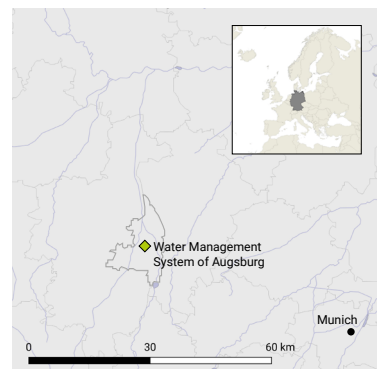 Water Management
System of Augsburg
Munich
0 30 60 km